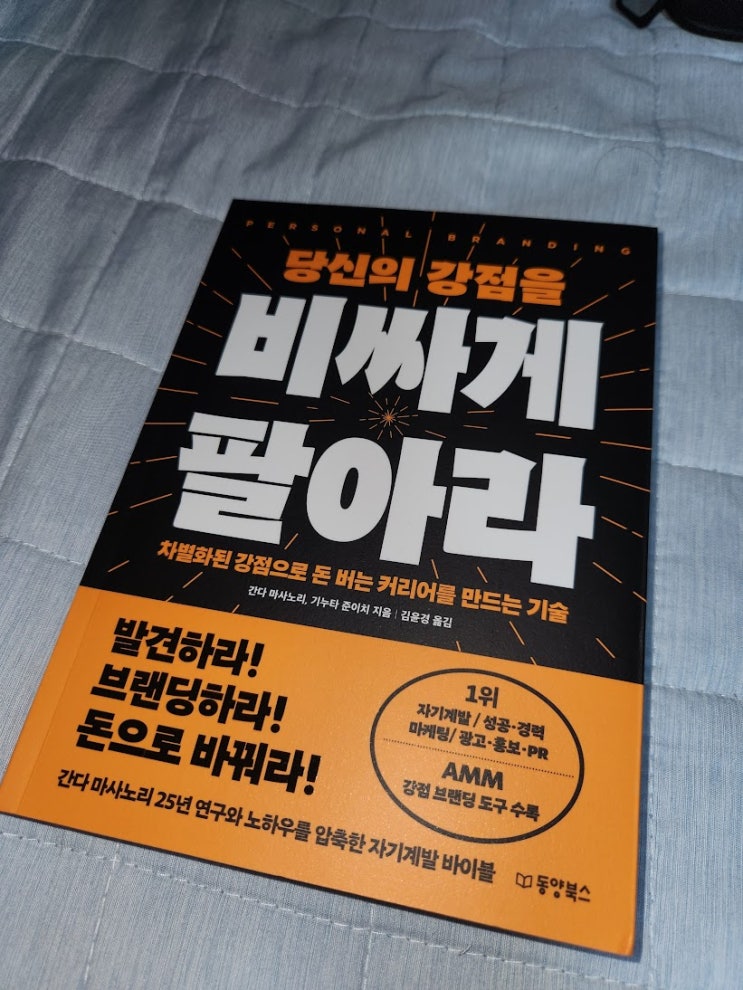 PERSONAL BRANDING
당신의 강점을
비싸게
팔아라
차별화된 강점으로 돈 버는 커리어를 만드는 기술
간다 마사노리, 기누타 준이치 지음 | 김윤경 옮김
발견하라!
브랜딩하라!
돈으로 바꿔라!
간다 마사노리 25년 연구와 노하우를 압축한 자기계발 바이블
1위
자기계발 / 성공·경력
마케팅/ 광고·홍보·PR
AMM
강점 브랜딩 도구 수록
동양북스